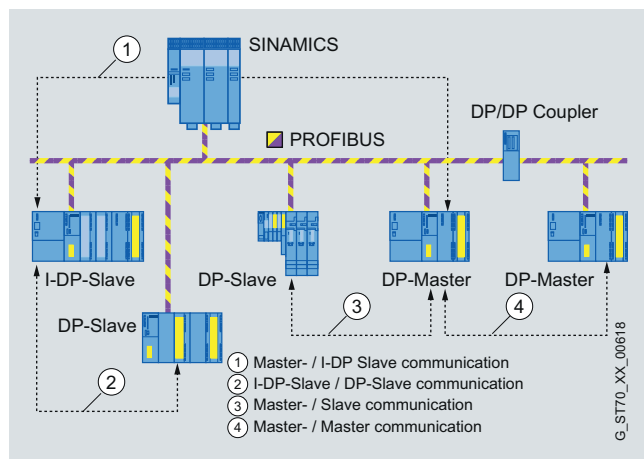 1
SINAMICS
DP/DP Coupler
PROFIBUS
I-DP-Slave
DP-Slave
DP-Master
DP-Master
3
4
DP-Slave
2
1 Master- / I-DP Slave communication
2 I-DP-Slave / DP-Slave communication
3 Master- / Slave communication
4 Master- / Master communication
G_ST70_XX_00618